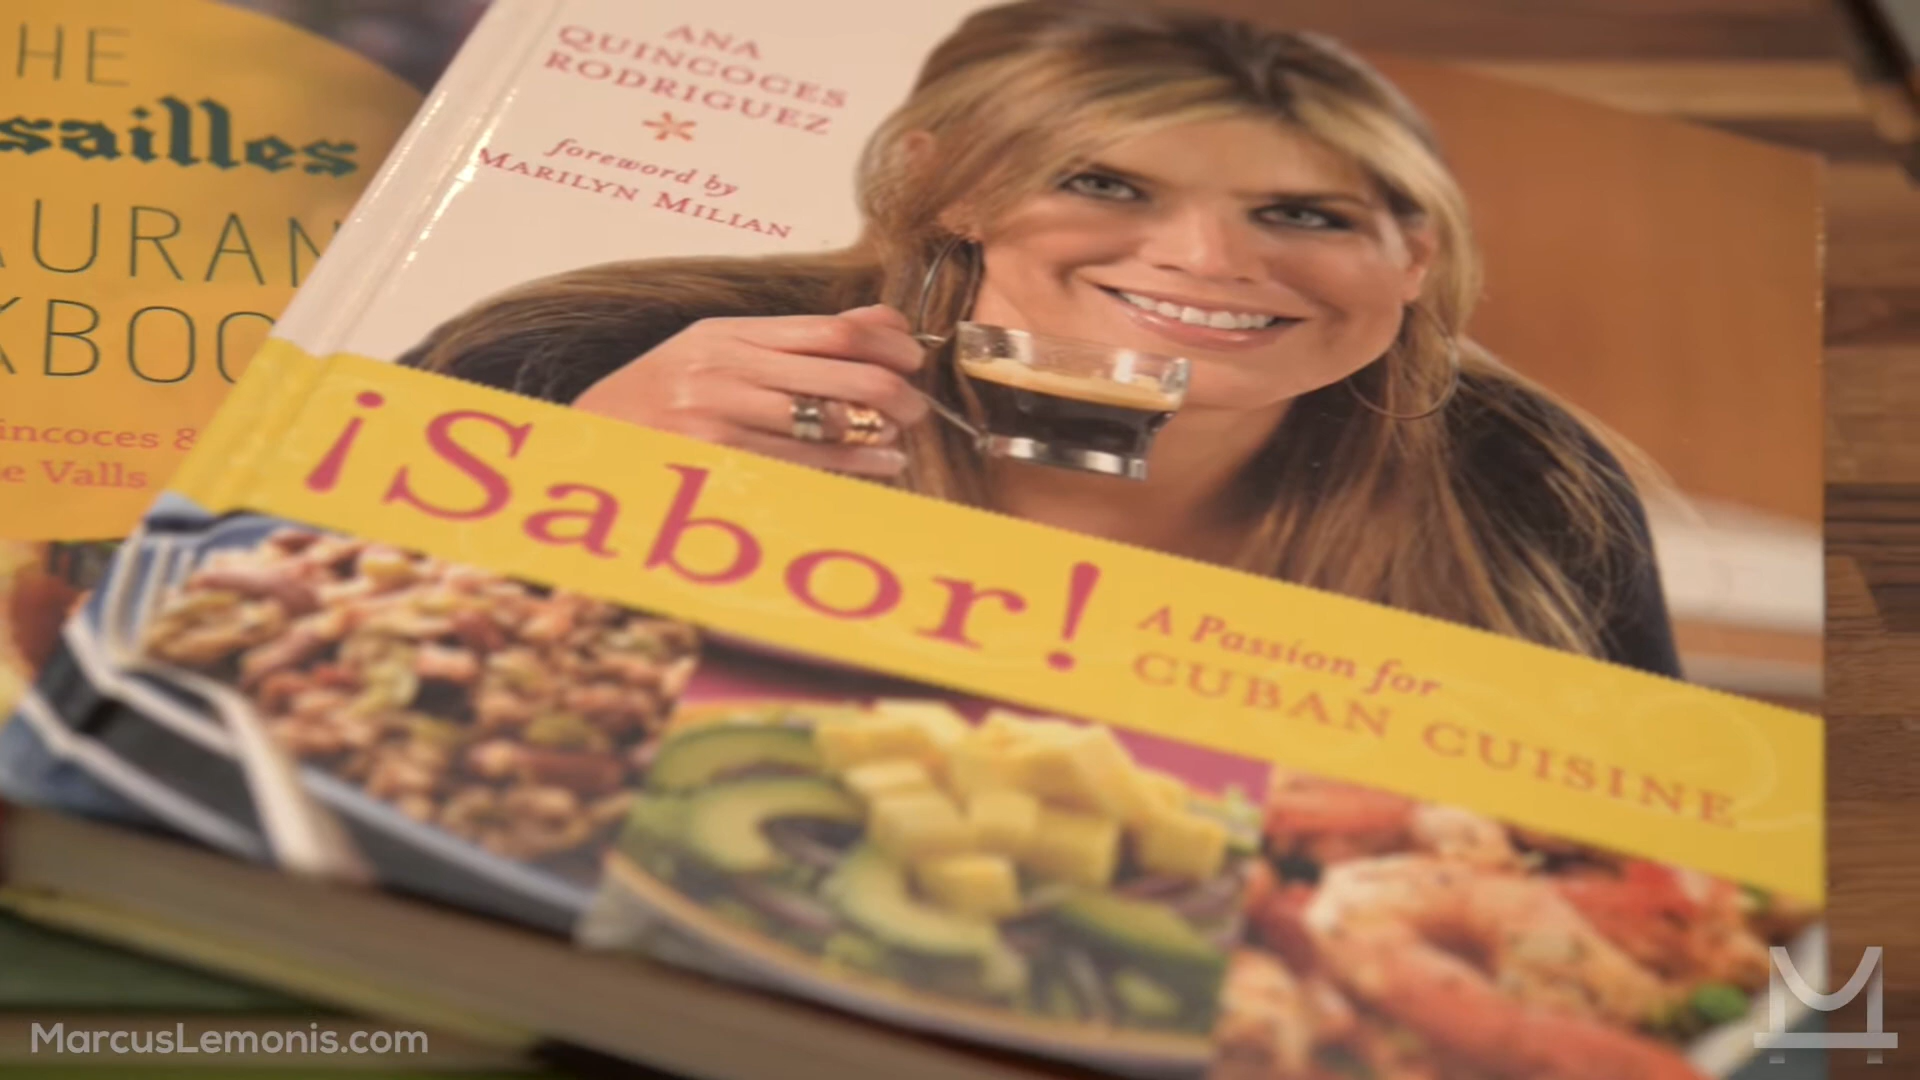 HE
sailles
AURAN
KBOO
incoces &
e Valls
ANA
QUINCOCES
RODRIGUEZ
foreword by
MARILYN MILIAN
¡Sabor!
A Passion for
CUBAN CUISINE
MarcusLemonis.com